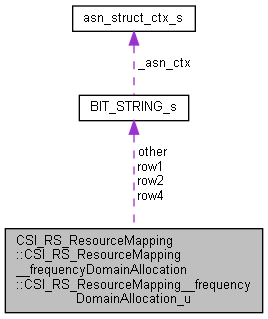 asn_struct_ctx_s
_asn_ctx
BIT_STRING_s
other
row1
row2
row4
CSI_RS_ResourceMapping
::CSI_RS_ResourceMapping
__frequencyDomainAllocation
::CSI_RS_ResourceMapping__frequency
DomainAllocation_u